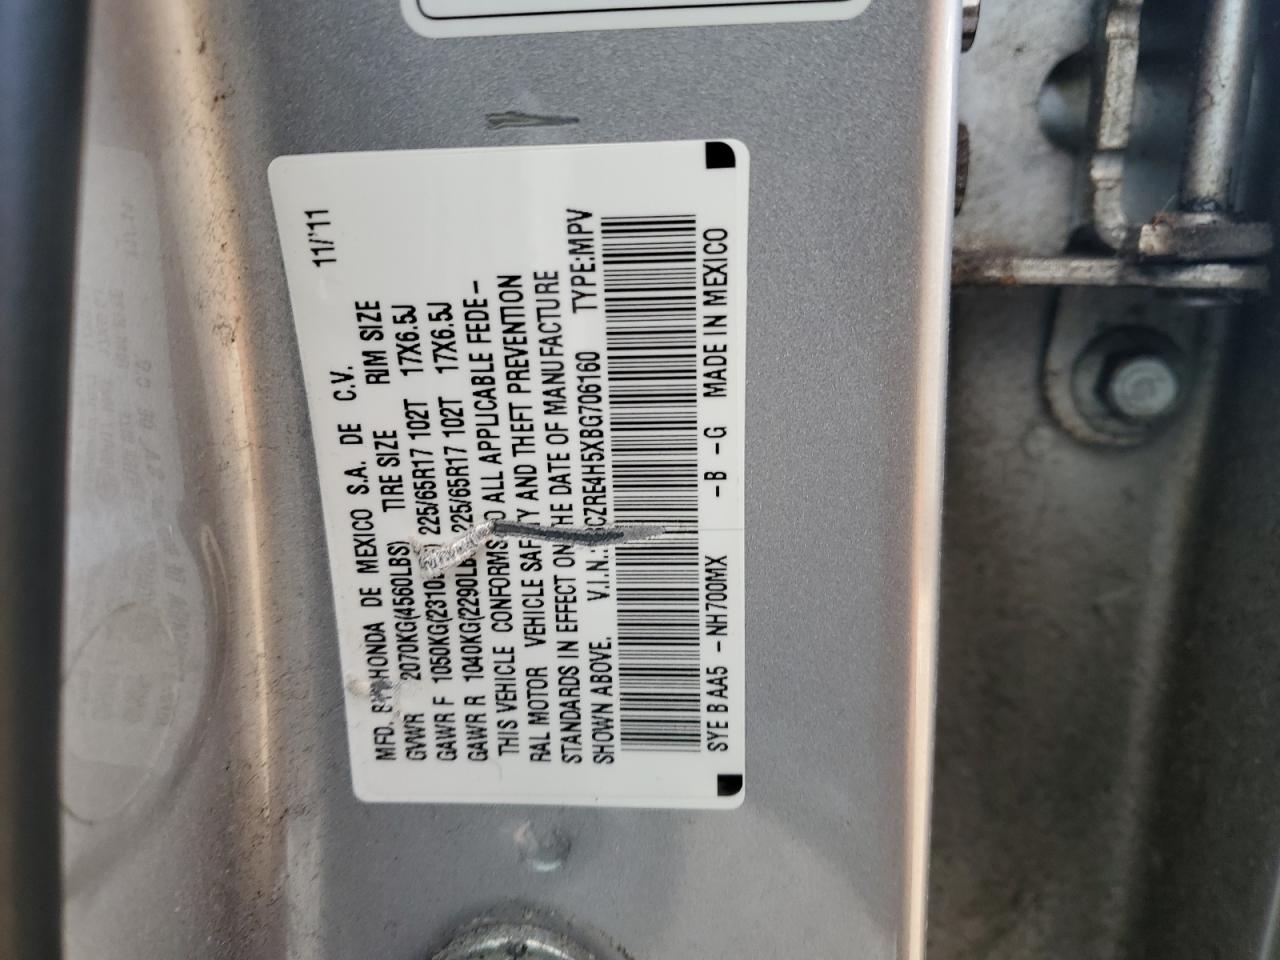 11/'11
MFD. BY HONDA DE MEXICO S.A. DE C.V.
GVWR 2070KG(4560LBS) TIRE SIZE RIM SIZE
GAWR F 1050KG(2310 225/65R17 102T 17X6.5J
GAWR R 1040KG(2290LB 225/65R17 102T 17X6.5J
THIS VEHICLE CONFORMS TO ALL APPLICABLE FEDE-
RAL MOTOR VEHICLE SAFETY AND THEFT PREVENTION
STANDARDS IN EFFECT ON THE DATE OF MANUFACTURE
SHOWN ABOVE. V.I.N.: CZRE4H5XBG706160 TYPE:MPV
SYE B AA5 -NH700MX -B -G MADE IN MEXICO